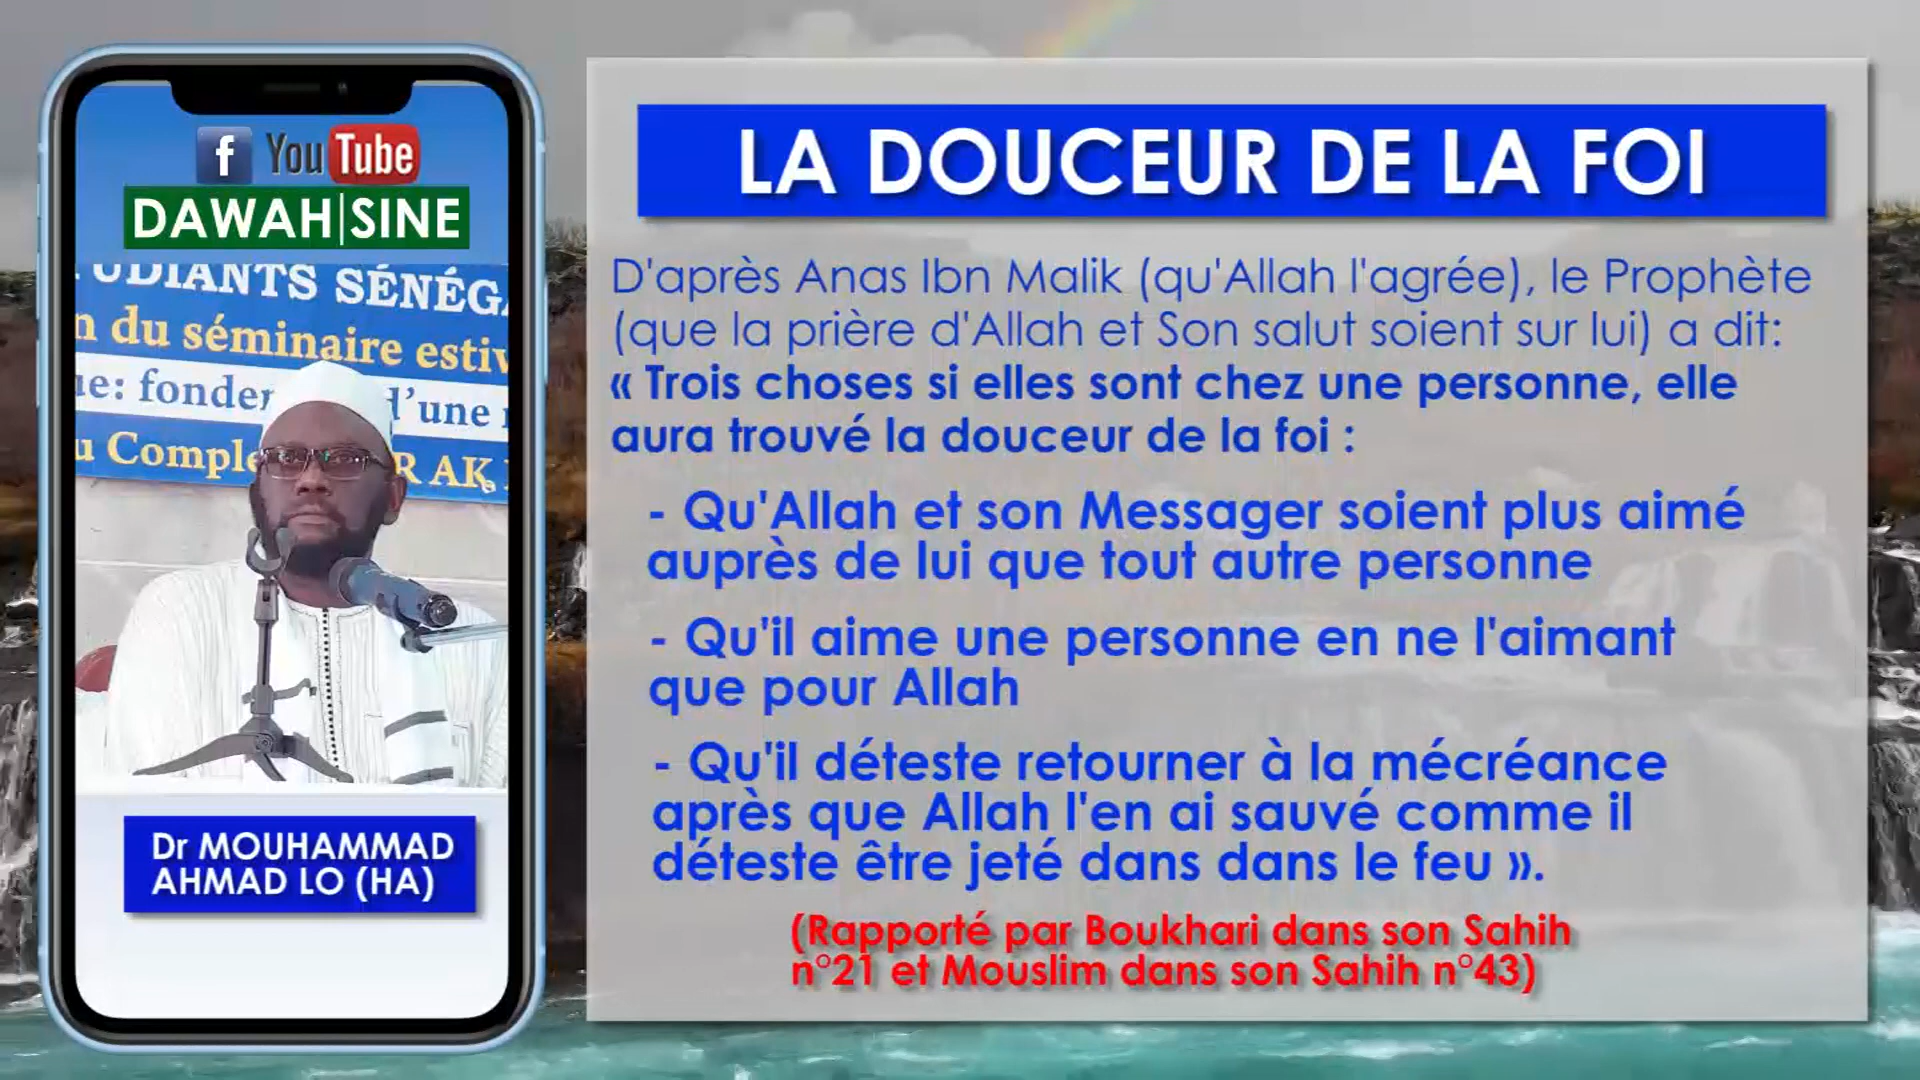 f YouTube
DAWAH|SINE
UDIANTS SÉNÉG
n du séminaire estiv
ue: fonde d'une
u Comple R AK
Dr MOUHAMMAD
AHMAD LO (HA)
LA DOUCEUR DE LA FOI
D'après Anas Ibn Malik (qu'Allah l'agrée), le Prophète
(que la prière d'Allah et Son salut soient sur lui) a dit:
« Trois choses si elles sont chez une personne, elle
aura trouvé la douceur de la foi :
- Qu'Allah et son Messager soient plus aimé
auprès de lui que tout autre personne
- Qu'il aime une personne en ne l'aimant
que pour Allah
- Qu'il déteste retourner à la mécréance
après que Allah l'en ai sauvé comme il
déteste être jeté dans dans le feu ».
(Rapporté par Boukhari dans son Sahih
n°21 et Mouslim dans son Sahih n°43)